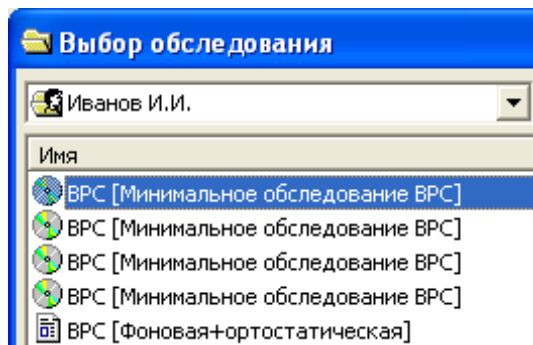 Выбор обследования
Иванов И.И.
Имя
ВРС [Минимальное обследование ВРС]
ВРС [Минимальное обследование ВРС]
ВРС [Минимальное обследование ВРС]
ВРС [Минимальное обследование ВРС]
ВРС [Фоновая+ортостатическая]